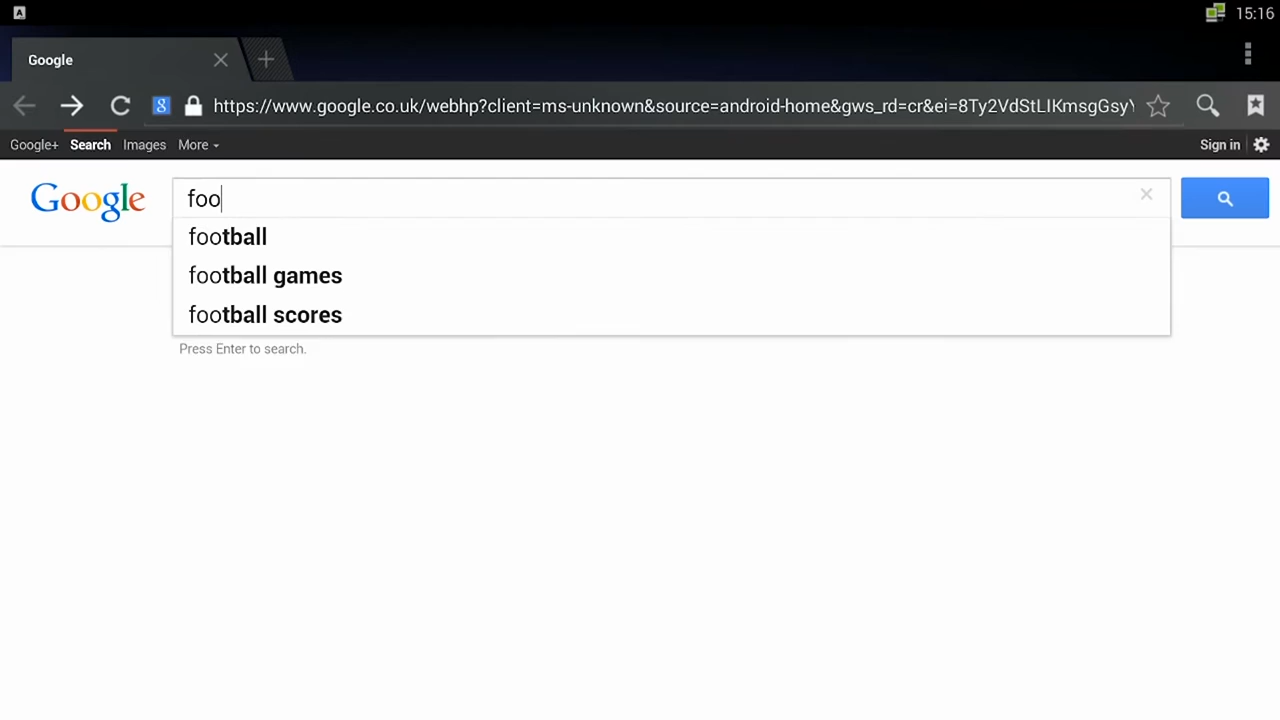 A
15:16
Google
https://www.google.co.uk/webhp?client=ms-unknown&source=android-home&gws_rd=cr&ei=8Ty2VdStLIKmsgGsy
Google+ Search Images More Sign in
Google foo
football
football games
football scores
Press Enter to search.